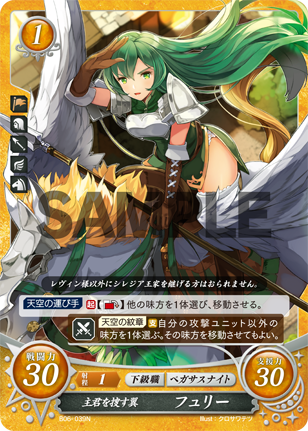 1
SAMPLE
レヴィン様以外にシレジア王家を継げる方はおられません。
天空の運び手 起【】他の味方を1体選び、移動させる。
天空の紋章 支自分の攻撃ユニット以外の
味方を1体選ぶ。その味方を移動させてもよい。
戦闘力 30
射程 1
下級職
ペガサスナイト
支援力 30
主君を捜す翼
フュリー
B06-039N
Illust:クロサワテツ